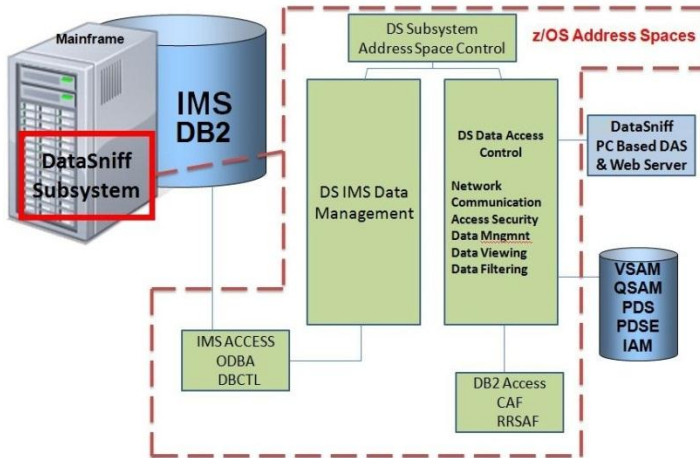 Mainframe
IMS
DB2
DataSniff
Subsystem
DS Subsystem
Address Space Control
z/OS Address Spaces
DS IMS Data
Management
DS Data Access
Control
Network
Communication
Access Security
Data Mngmnt
Data Viewing
Data Filtering
DataSniff
PC Based DAS
& Web Server
VSAM
QSAM
PDS
PDSE
IAM
IMS ACCESS
ODBA
DBCTL
DB2 Access
CAF
RRSAF